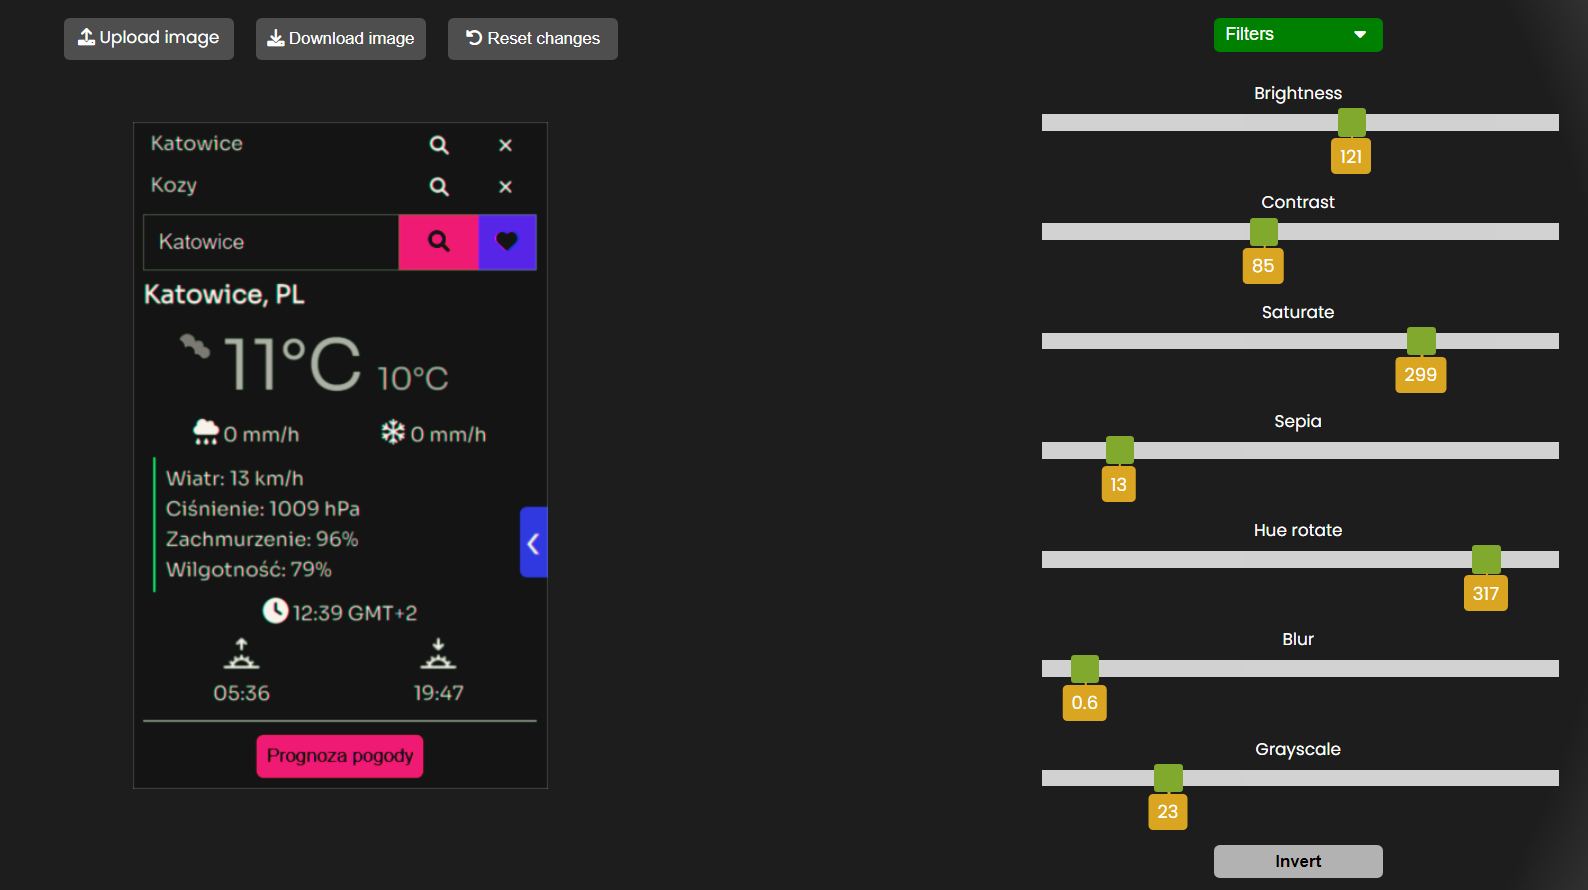 Upload image
Download image
Reset changes
Filters
Katowice
Kozy
Katowice
Katowice, PL
11°C 10°C
0 mm/h 0 mm/h
Wiatr: 13 km/h
Ciśnienie: 1009 hPa
Zachmurzenie: 96%
Wilgotność: 79%
12:39 GMT+2
05:36 19:47
Prognoza pogody
Brightness
121
Contrast
85
Saturate
299
Sepia
13
Hue rotate
317
Blur
0.6
Grayscale
23
Invert